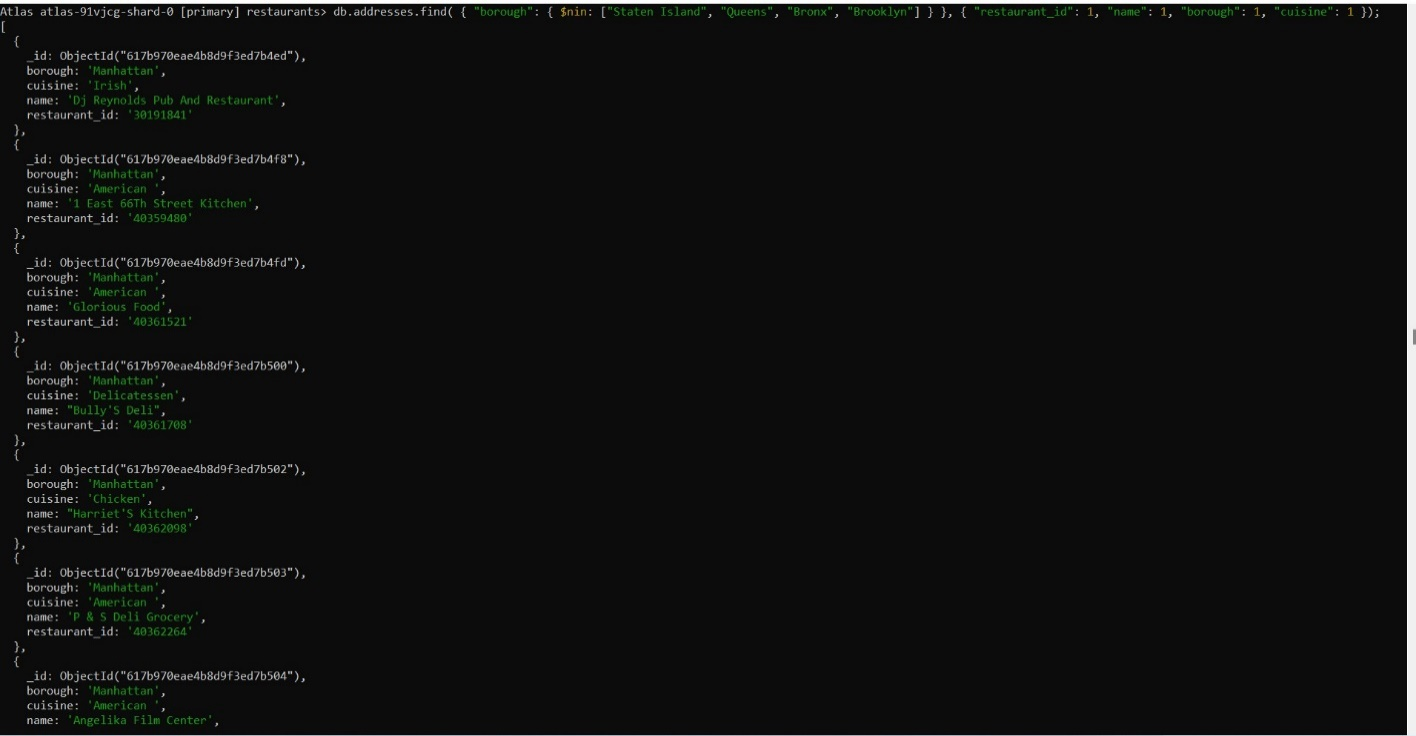 Atlas atlas-91vjcg-shard-0 [primary] restaurants> db.addresses.find( { "borough": { $nin: ["Staten Island", "Queens", "Bronx", "Brooklyn"] } }, { "restaurant_id": 1, "name": 1, "borough": 1, "cuisine": 1 });
[
  {
    _id: ObjectId("617b970eae4b8d9f3ed7b4ed"),
    borough: 'Manhattan',
    cuisine: 'Irish',
    name: 'Dj Reynolds Pub And Restaurant',
    restaurant_id: '30191841'
  },
  {
    _id: ObjectId("617b970eae4b8d9f3ed7b4f8"),
    borough: 'Manhattan',
    cuisine: 'American ',
    name: '1 East 66Th Street Kitchen',
    restaurant_id: '40359480'
  },
  {
    _id: ObjectId("617b970eae4b8d9f3ed7b4fd"),
    borough: 'Manhattan',
    cuisine: 'American ',
    name: 'Glorious Food',
    restaurant_id: '40361521'
  },
  {
    _id: ObjectId("617b970eae4b8d9f3ed7b500"),
    borough: 'Manhattan',
    cuisine: 'Delicatessen',
    name: "Bully'S Deli",
    restaurant_id: '40361708'
  },
  {
    _id: ObjectId("617b970eae4b8d9f3ed7b502"),
    borough: 'Manhattan',
    cuisine: 'Chicken',
    name: "Harriet'S Kitchen",
    restaurant_id: '40362098'
  },
  {
    _id: ObjectId("617b970eae4b8d9f3ed7b503"),
    borough: 'Manhattan',
    cuisine: 'American ',
    name: 'P & S Deli Grocery',
    restaurant_id: '40362264'
  },
  {
    _id: ObjectId("617b970eae4b8d9f3ed7b504"),
    borough: 'Manhattan',
    cuisine: 'American ',
    name: 'Angelika Film Center',